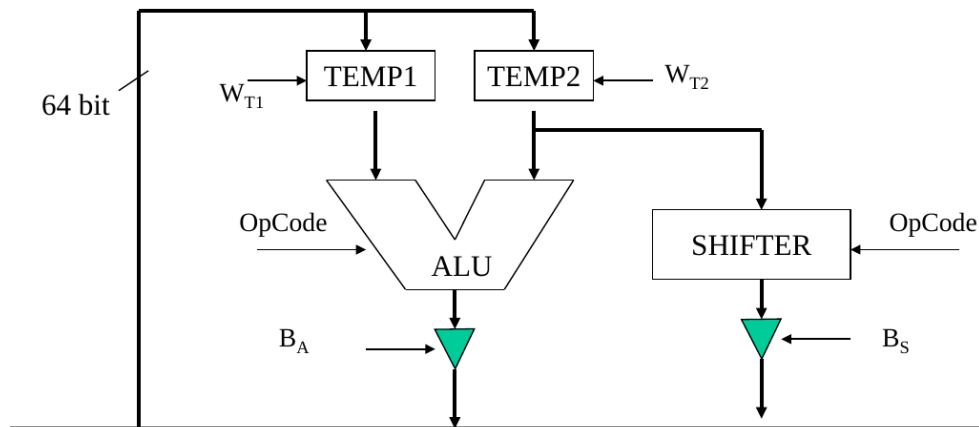 TEMP1
TEMP2
W_T1
W_T2
64 bit
OpCode
OpCode
SHIFTER
ALU
B_A
B_S